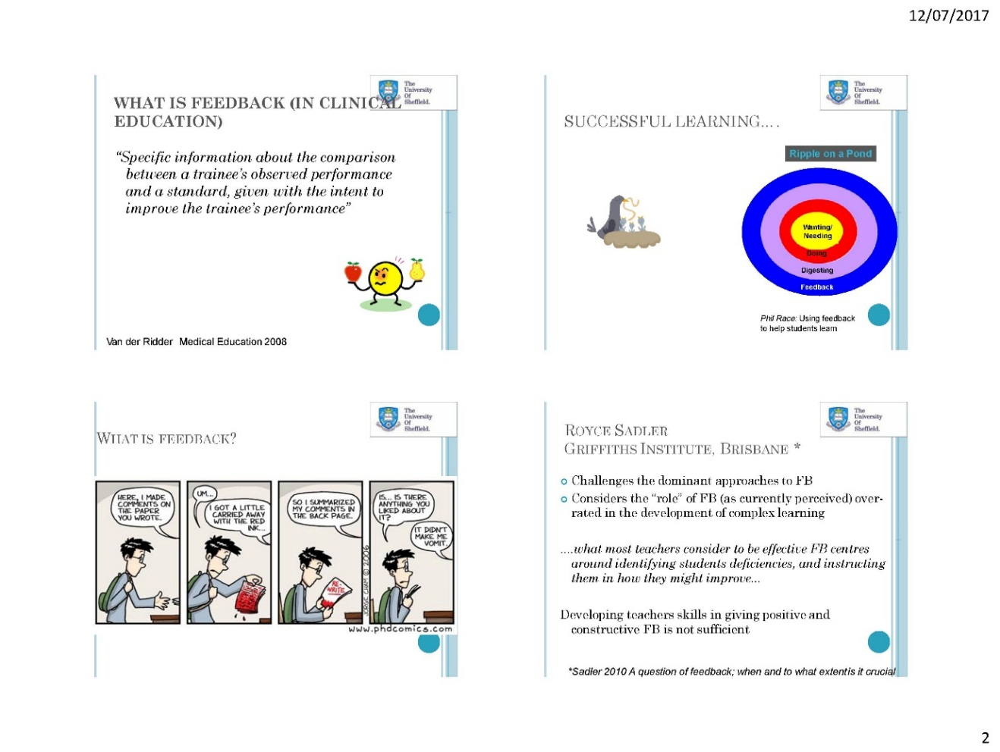 12/07/2017
The
University
Of
Sheffield.
WHAT IS FEEDBACK (IN CLINICAL
EDUCATION)
“Specific information about the comparison
between a trainee’s observed performance
and a standard, given with the intent to
improve the trainee’s performance”
Van der Ridder Medical Education 2008
The
University
Of
Sheffield.
SUCCESSFUL LEARNING....
Ripple on a Pond
Wanting/
Needing
Doing
Digesting
Feedback
Phil Race: Using feedback
to help students learn
The
University
Of
Sheffield.
WHAT IS FEEDBACK?
HERE, I MADE
COMMENTS ON
THE PAPER
YOU WROTE.
UM...
I GOT A LITTLE
CARRIED AWAY
WITH THE RED
INK...
SO I SUMMARIZED
MY COMMENTS IN
THE BACK PAGE.
RE-
WRITE
IS... IS THERE
ANYTHING YOU
LIKED ABOUT
IT?
IT DIDN'T
MAKE ME
VOMIT.
JORGE CHAM © 2006
www.phdcomics.com
The
University
Of
Sheffield.
ROYCE SADLER
GRIFFITHS INSTITUTE, BRISBANE *
Challenges the dominant approaches to FB
Considers the “role” of FB (as currently perceived) over-
rated in the development of complex learning
....what most teachers consider to be effective FB centres
around identifying students deficiencies, and instructing
them in how they might improve...
Developing teachers skills in giving positive and
constructive FB is not sufficient
*Sadler 2010 A question of feedback; when and to what extentis it crucial
2